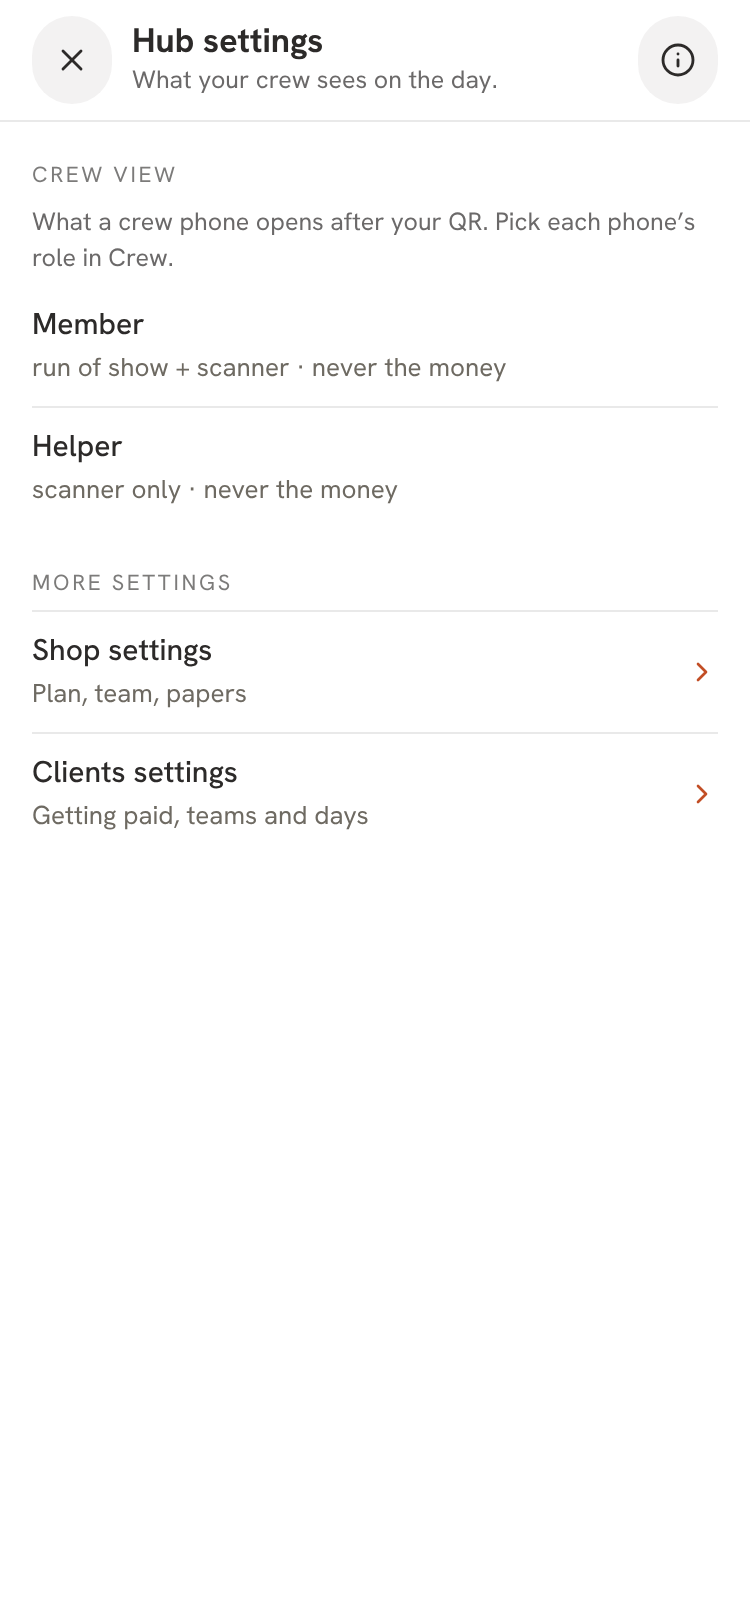 Hub settings
What your crew sees on the day.
CREW VIEW
What a crew phone opens after your QR. Pick each phone’s
role in Crew.
Member
run of show + scanner · never the money
Helper
scanner only · never the money
MORE SETTINGS
Shop settings
Plan, team, papers
Clients settings
Getting paid, teams and days